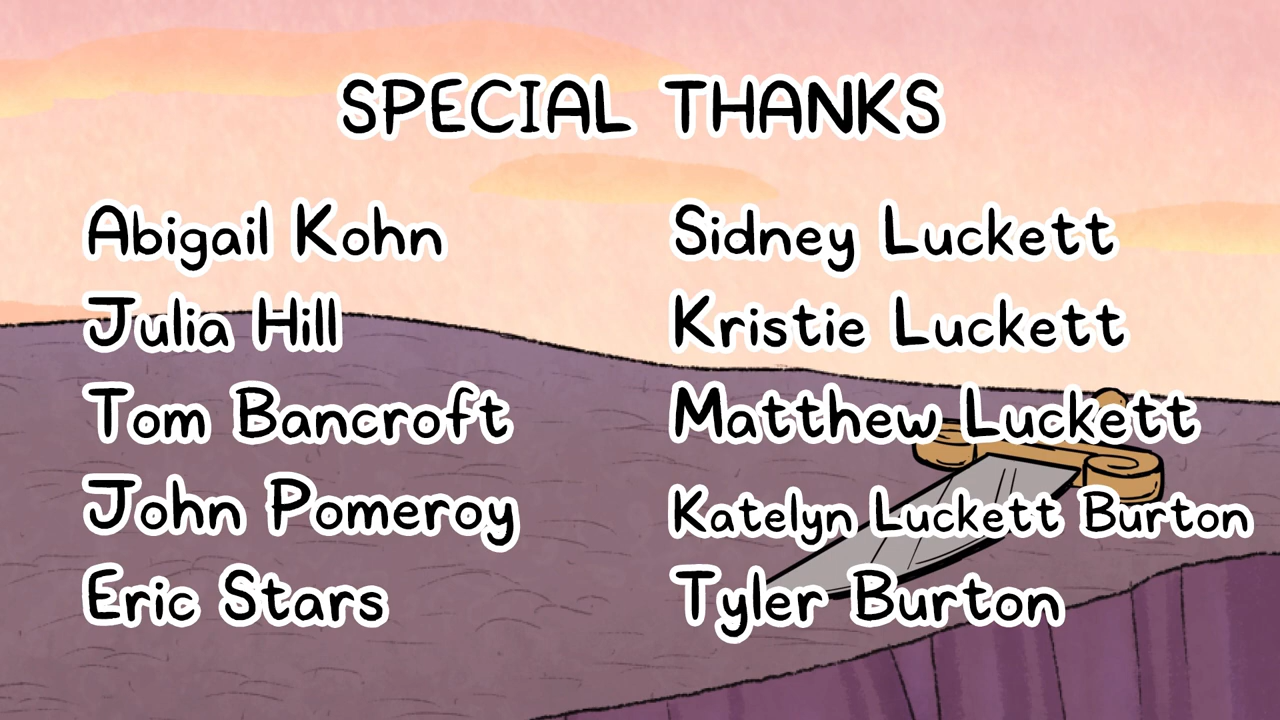 SPECIAL THANKS
Abigail Kohn
Julia Hill
Tom Bancroft
John Pomeroy
Eric Stars
Sidney Luckett
Kristie Luckett
Matthew Luckett
Katelyn Luckett Burton
Tyler Burton